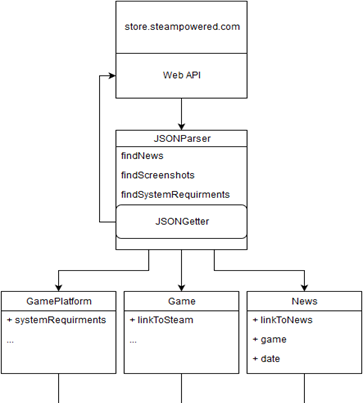 store.steampowered.com
Web API
JSONParser
findNews
findScreenshots
findSystemRequirments
JSONGetter
GamePlatform
+ systemRequirments
...
Game
+ linkToSteam
...
News
+ linkToNews
+ game
+ date